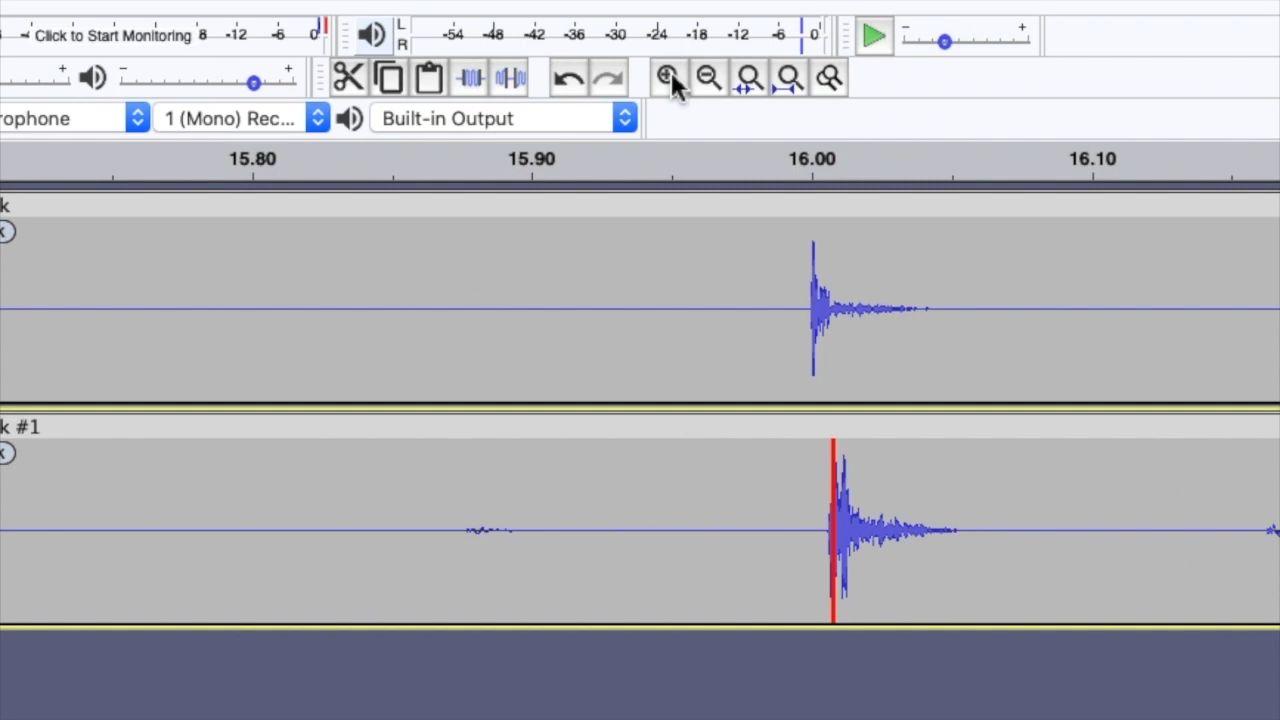 Click to Start Monitoring 8 -12 -6 0
L
R
-54 -48 -42 -36 -30 -24 -18 -12 -6 0
- +
+ - +
rophone 1 (Mono) Rec... Built-in Output
15.80 15.90 16.00 16.10
k
k
k #1
k